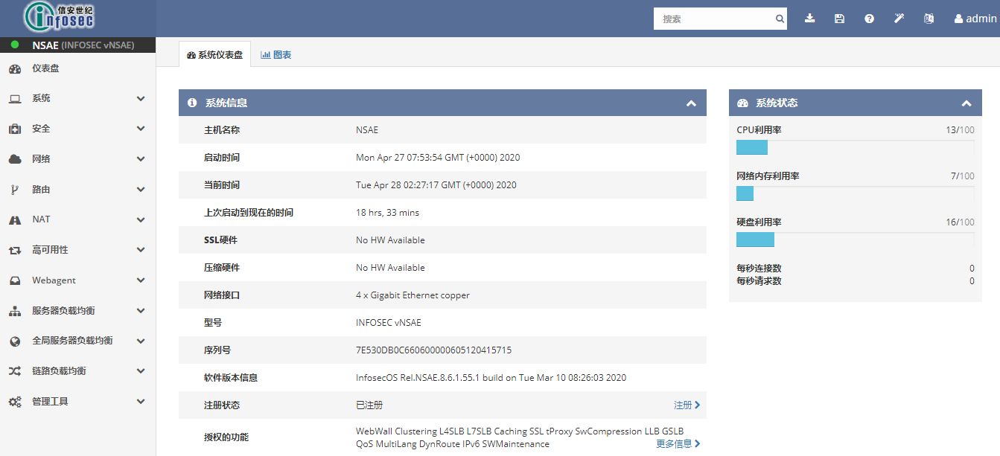 信安世纪
infosec
搜索
admin
NSAE (INFOSEC vNSAE)
仪表盘
系统
安全
网络
路由
NAT
高可用性
Webagent
服务器负载均衡
全局服务器负载均衡
链路负载均衡
管理工具
系统仪表盘 图表
系统信息
主机名称 NSAE
启动时间 Mon Apr 27 07:53:54 GMT (+0000) 2020
当前时间 Tue Apr 28 02:27:17 GMT (+0000) 2020
上次启动到现在的时间 18 hrs, 33 mins
SSL硬件 No HW Available
压缩硬件 No HW Available
网络接口 4 x Gigabit Ethernet copper
型号 INFOSEC vNSAE
序列号 7E530DB0C660600000605120415715
软件版本信息 InfosecOS Rel.NSAE.8.6.1.55.1 build on Tue Mar 10 08:26:03 2020
注册状态 已注册 注册
授权的功能 WebWall Clustering L4SLB L7SLB Caching SSL tProxy SwCompression LLB GSLB
QoS MultiLang DynRoute IPv6 SWMaintenance 更多信息
系统状态
CPU利用率 13/100
网络内存利用率 7/100
硬盘利用率 16/100
每秒连接数 0
每秒请求数 0